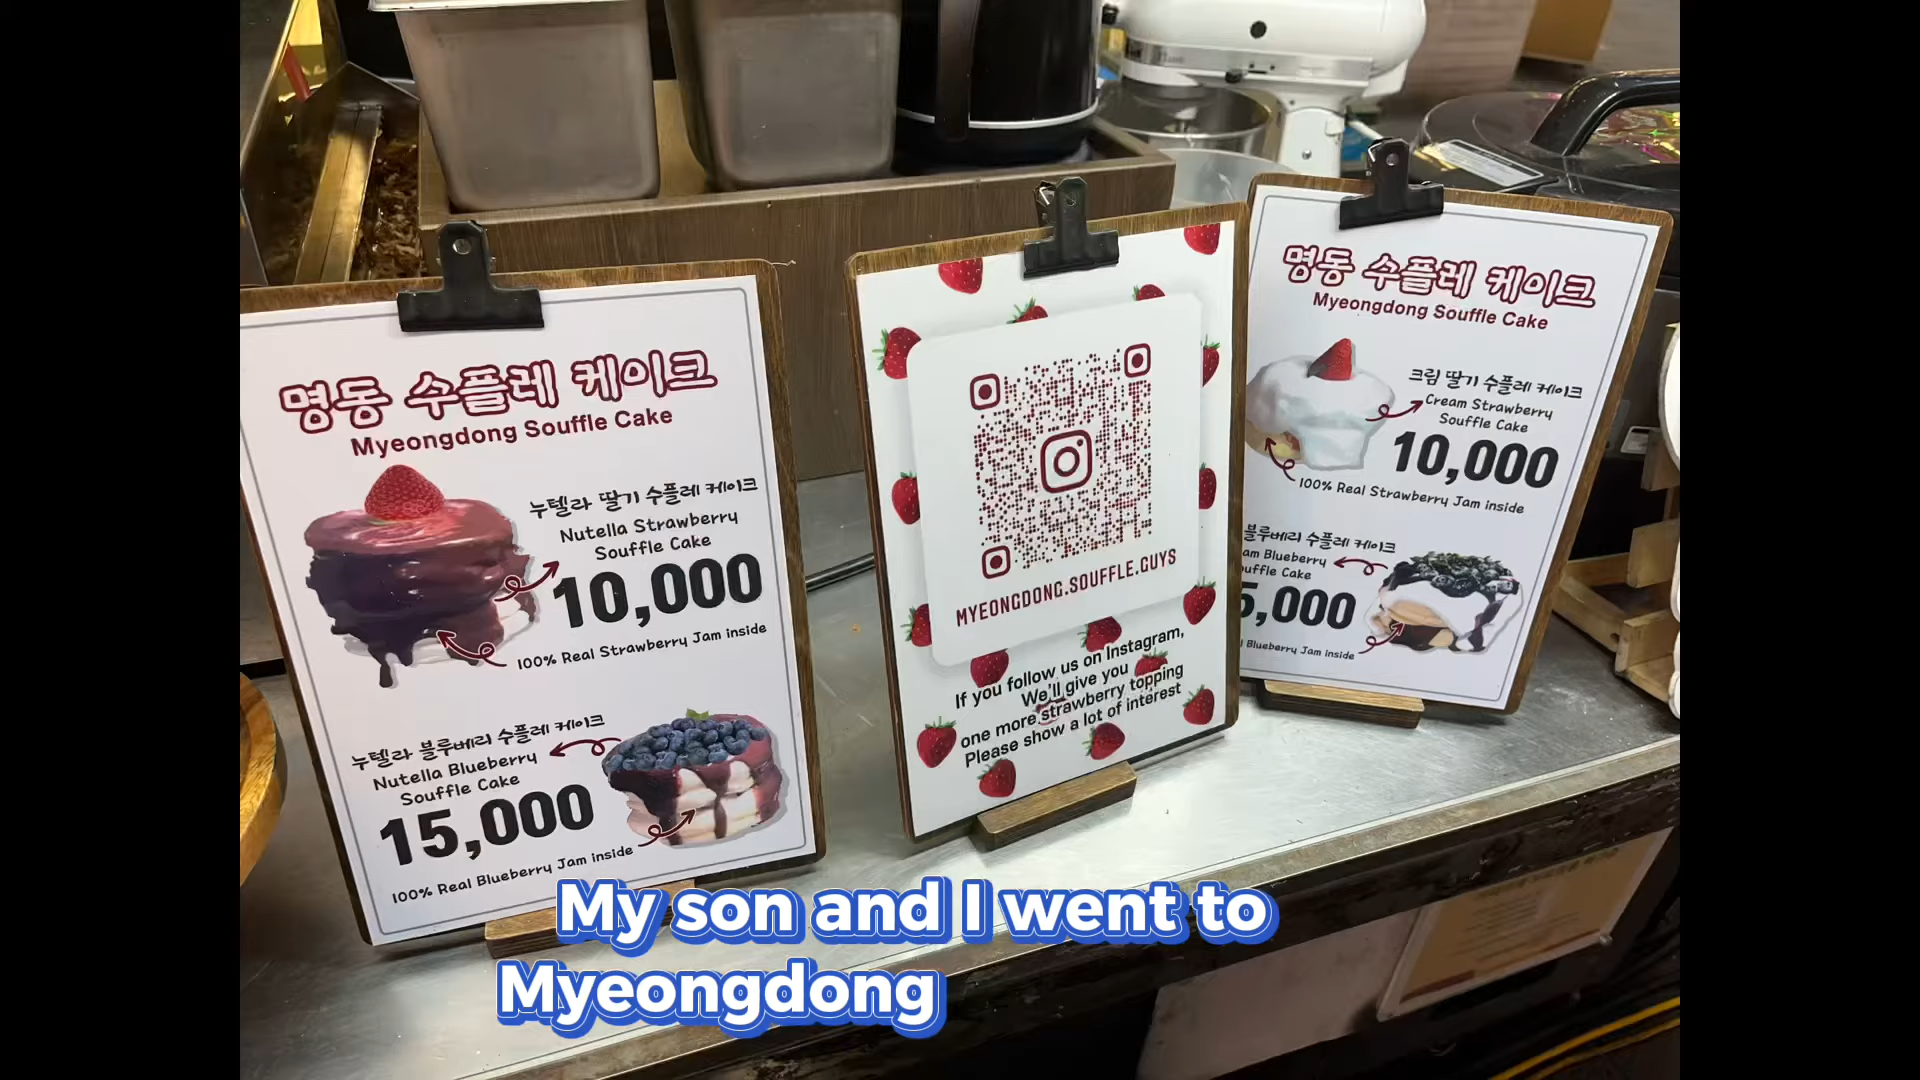 명동 수플레 케이크
Myeongdong Souffle Cake
누텔라 딸기 수플레 케이크
Nutella Strawberry
Souffle Cake
10,000
100% Real Strawberry Jam inside
누텔라 블루베리 수플레 케이크
Nutella Blueberry
Souffle Cake
15,000
100% Real Blueberry Jam inside
MYEONGDONG.SOUFFLE.GUYS
If you follow us on Instagram,
We'll give you
one more strawberry topping
Please show a lot of interest
명동 수플레 케이크
Myeongdong Souffle Cake
크림 딸기 수플레 케이크
Cream Strawberry
Souffle Cake
10,000
100% Real Strawberry Jam inside
블루베리 수플레 케이크
am Blueberry
uffle Cake
5,000
Blueberry Jam inside
My son and I went to
Myeongdong